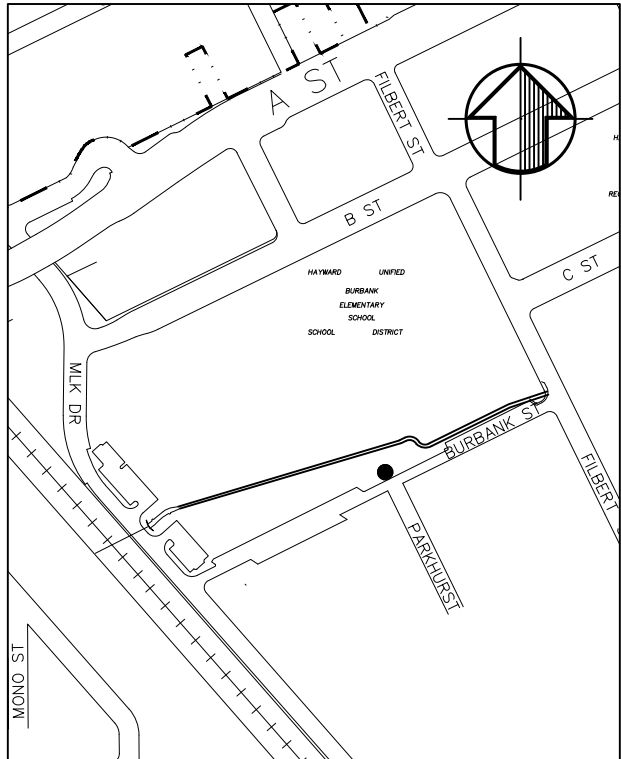 A ST
FILBERT ST
H
B ST
RE
C ST
HAYWARD UNIFIED
BURBANK
ELEMENTARY
SCHOOL
SCHOOL DISTRICT
MLK DR
BURBANK ST
FILBERT
PARKHURST
MONO ST